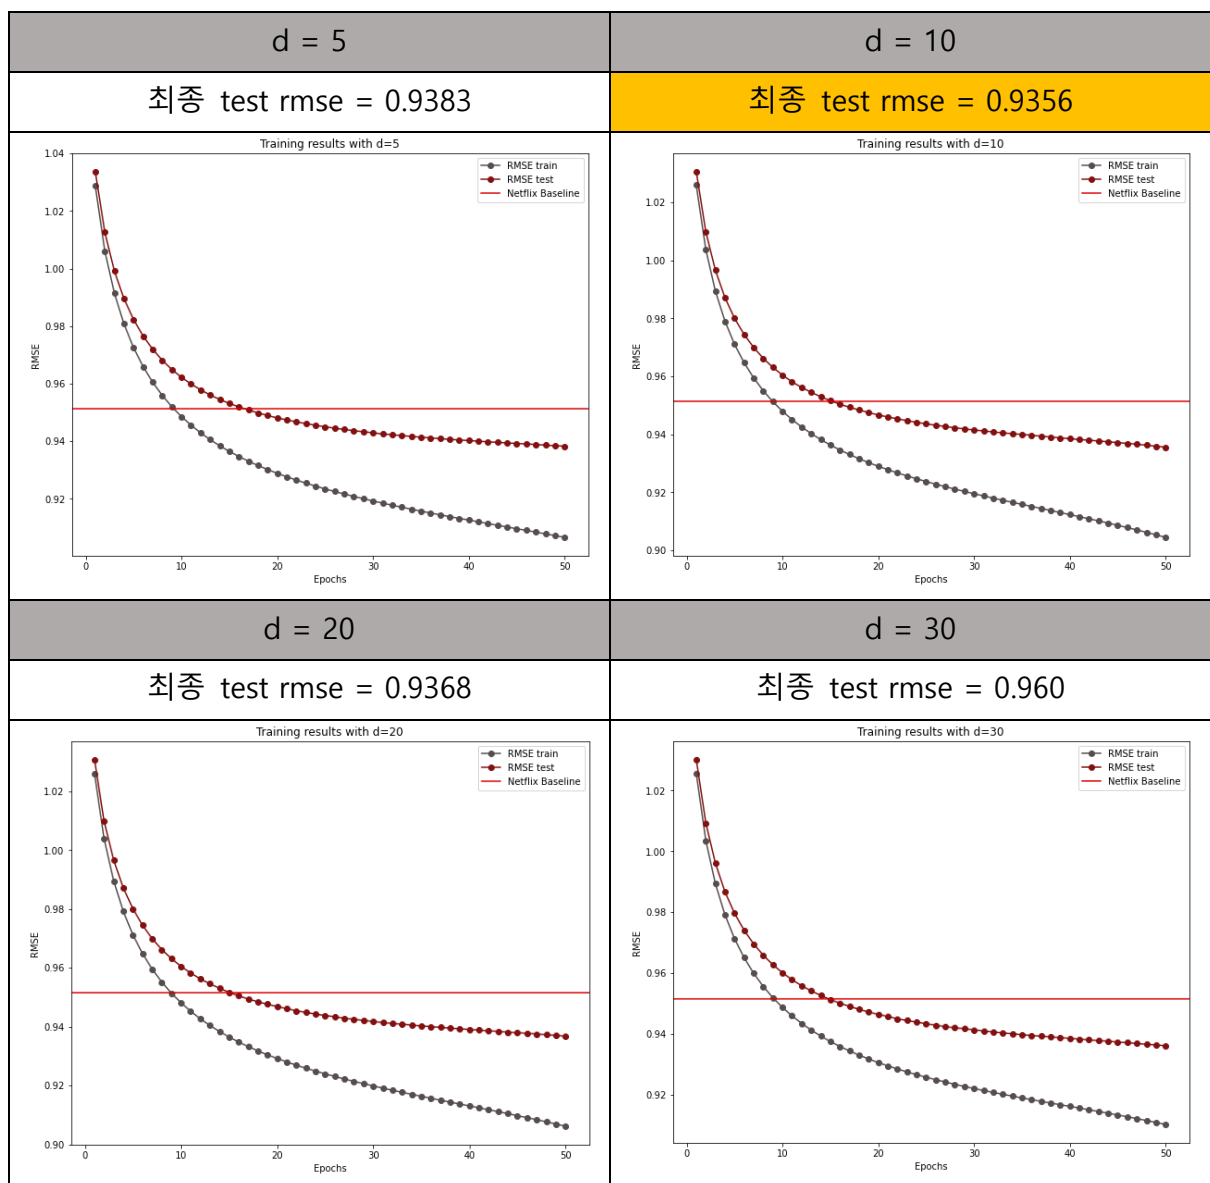 d = 5
d = 10
최종 test rmse = 0.9383
최종 test rmse = 0.9356
Training results with d=5
1.04
1.02
1.00
0.98
0.96
0.94
0.92
RMSE
0
10
20
30
40
50
Epochs
RMSE train
RMSE test
Netflix Baseline
Training results with d=10
1.02
1.00
0.98
0.96
0.94
0.92
0.90
RMSE
0
10
20
30
40
50
Epochs
RMSE train
RMSE test
Netflix Baseline
d = 20
d = 30
최종 test rmse = 0.9368
최종 test rmse = 0.960
Training results with d=20
1.02
1.00
0.98
0.96
0.94
0.92
0.90
RMSE
0
10
20
30
40
50
Epochs
RMSE train
RMSE test
Netflix Baseline
Training results with d=30
1.02
1.00
0.98
0.96
0.94
0.92
RMSE
0
10
20
30
40
50
Epochs
RMSE train
RMSE test
Netflix Baseline